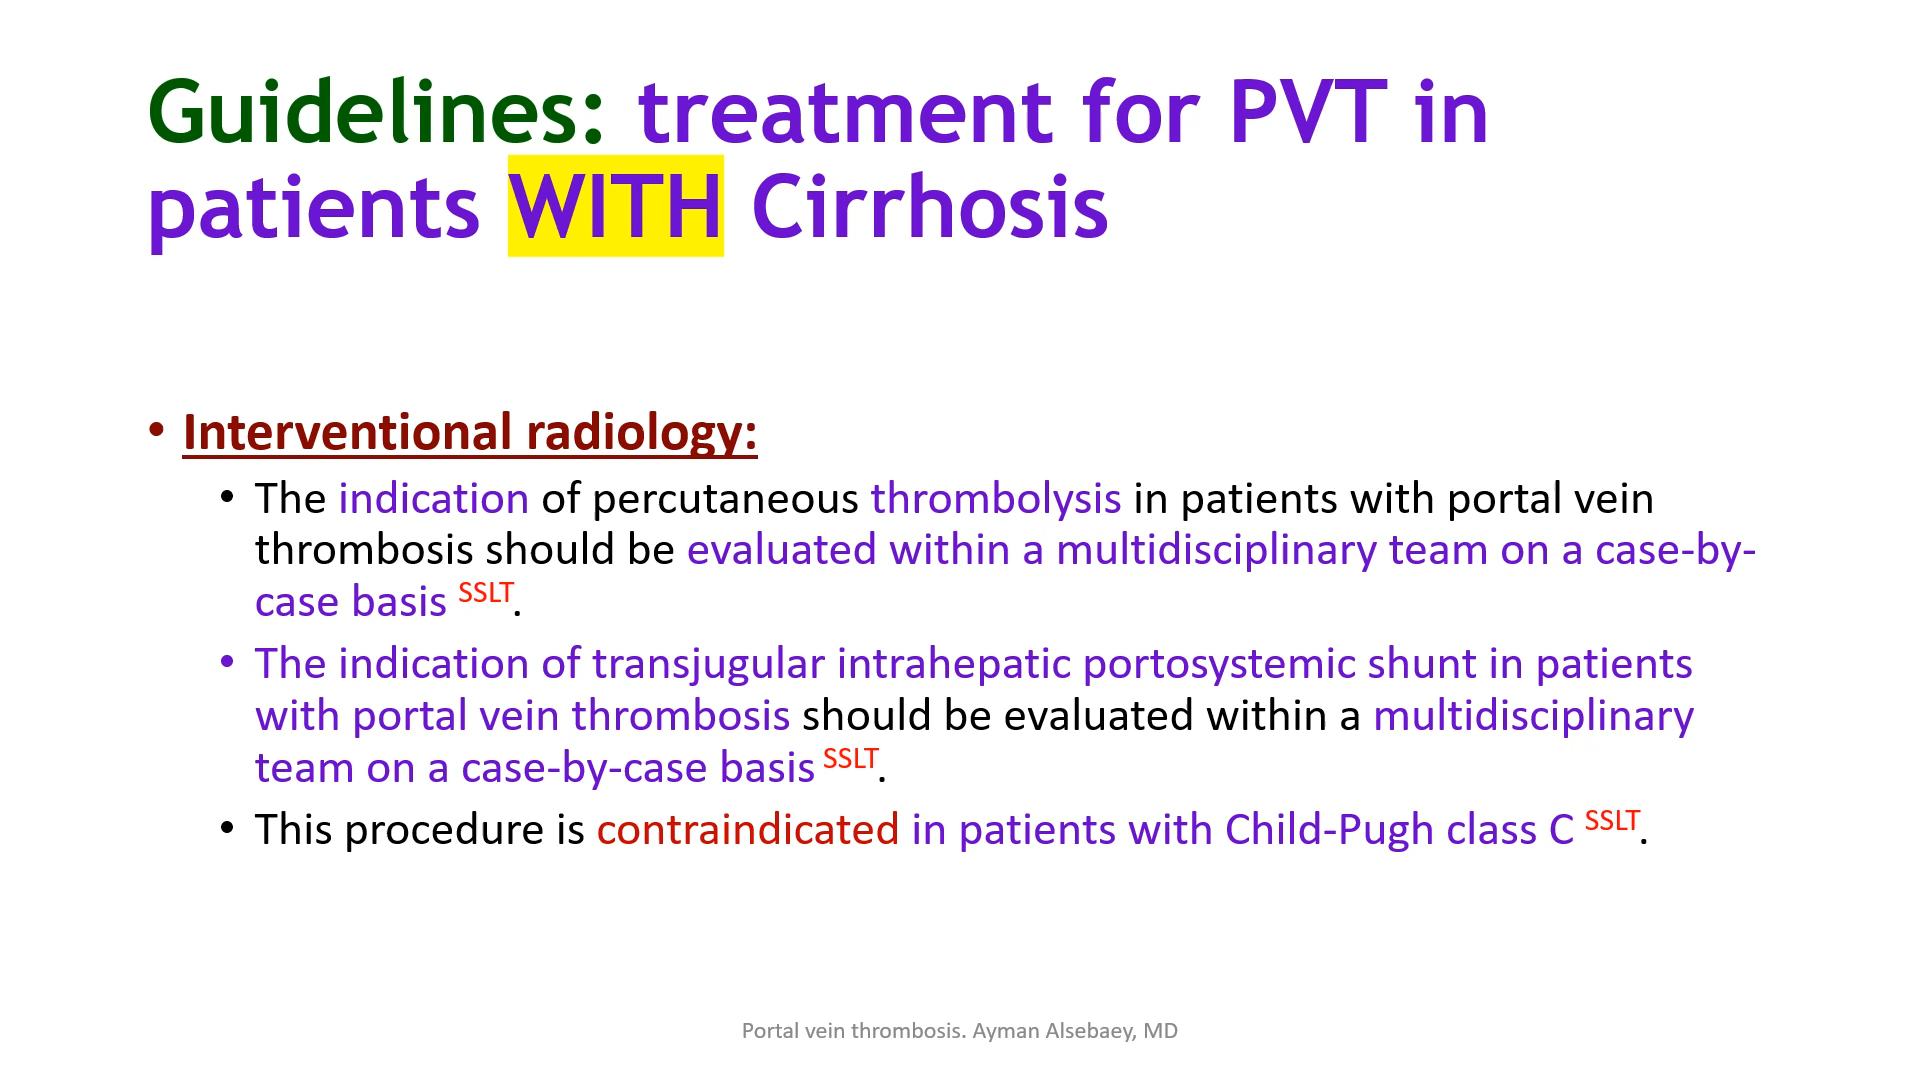 Guidelines: treatment for PVT in
patients WITH Cirrhosis
• Interventional radiology:
• The indication of percutaneous thrombolysis in patients with portal vein
thrombosis should be evaluated within a multidisciplinary team on a case-by-
case basis SSLT.
• The indication of transjugular intrahepatic portosystemic shunt in patients
with portal vein thrombosis should be evaluated within a multidisciplinary
team on a case-by-case basis SSLT.
• This procedure is contraindicated in patients with Child-Pugh class C SSLT.
Portal vein thrombosis. Ayman Alsebaey, MD